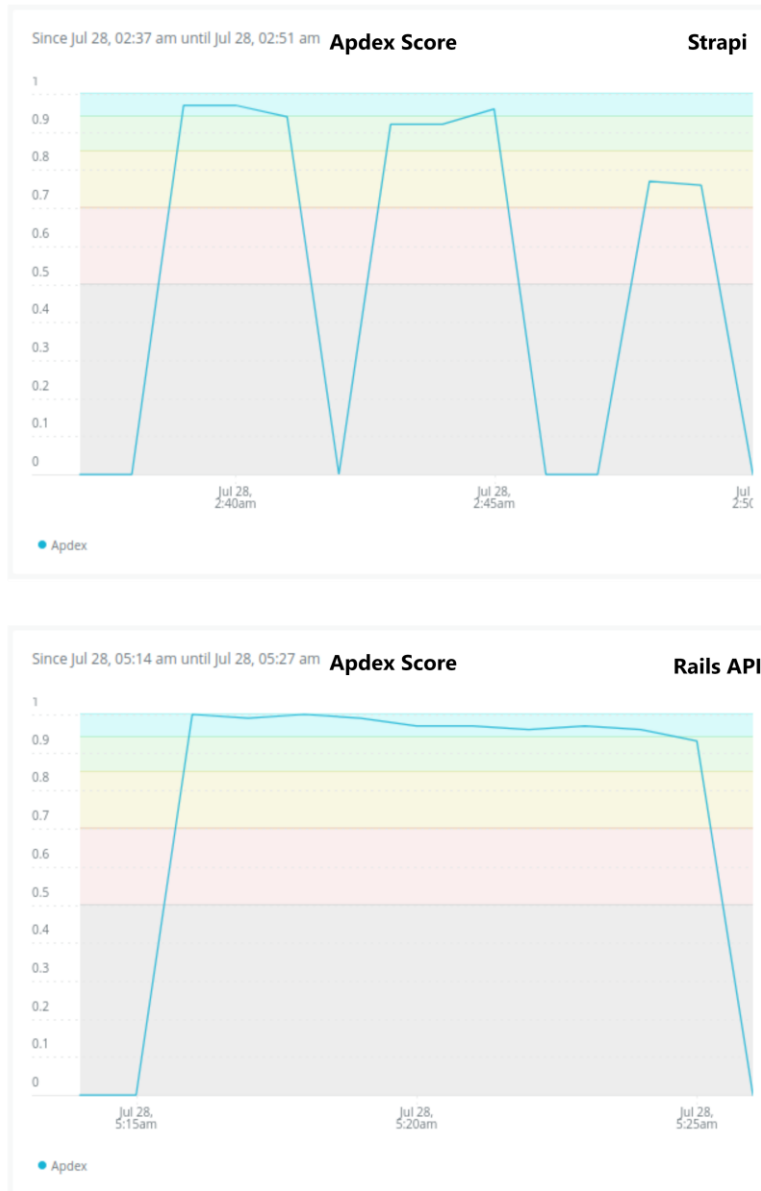 Since Jul 28, 02:37 am until Jul 28, 02:51 am Apdex Score Strapi
1
0.9
0.8
0.7
0.6
0.5
0.4
0.3
0.2
0.1
0
Jul 28, Jul 28, Jul
2:40am 2:45am 2:50
Apdex
Since Jul 28, 05:14 am until Jul 28, 05:27 am Apdex Score Rails API
1
0.9
0.8
0.7
0.6
0.5
0.4
0.3
0.2
0.1
0
Jul 28, Jul 28, Jul 28,
5:15am 5:20am 5:25am
Apdex